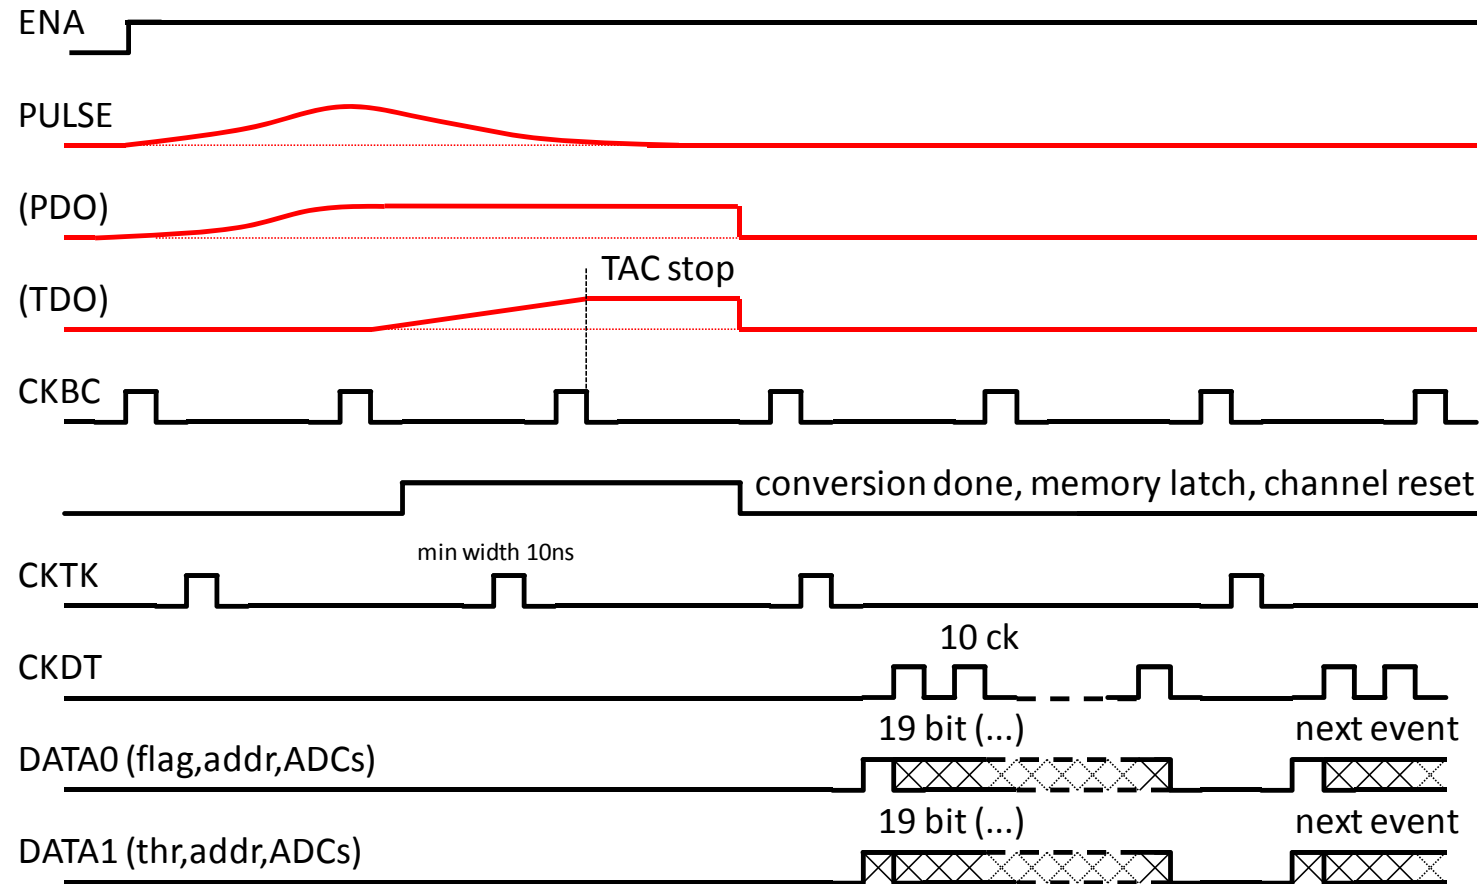 ENA
PULSE
(PDO)
TAC stop
(TDO)
CKBC
conversion done, memory latch, channel reset
min width 10ns
CKTK
10 ck
CKDT
19 bit (...) next event
DATA0 (flag,addr,ADCs)
19 bit (...) next event
DATA1 (thr,addr,ADCs)